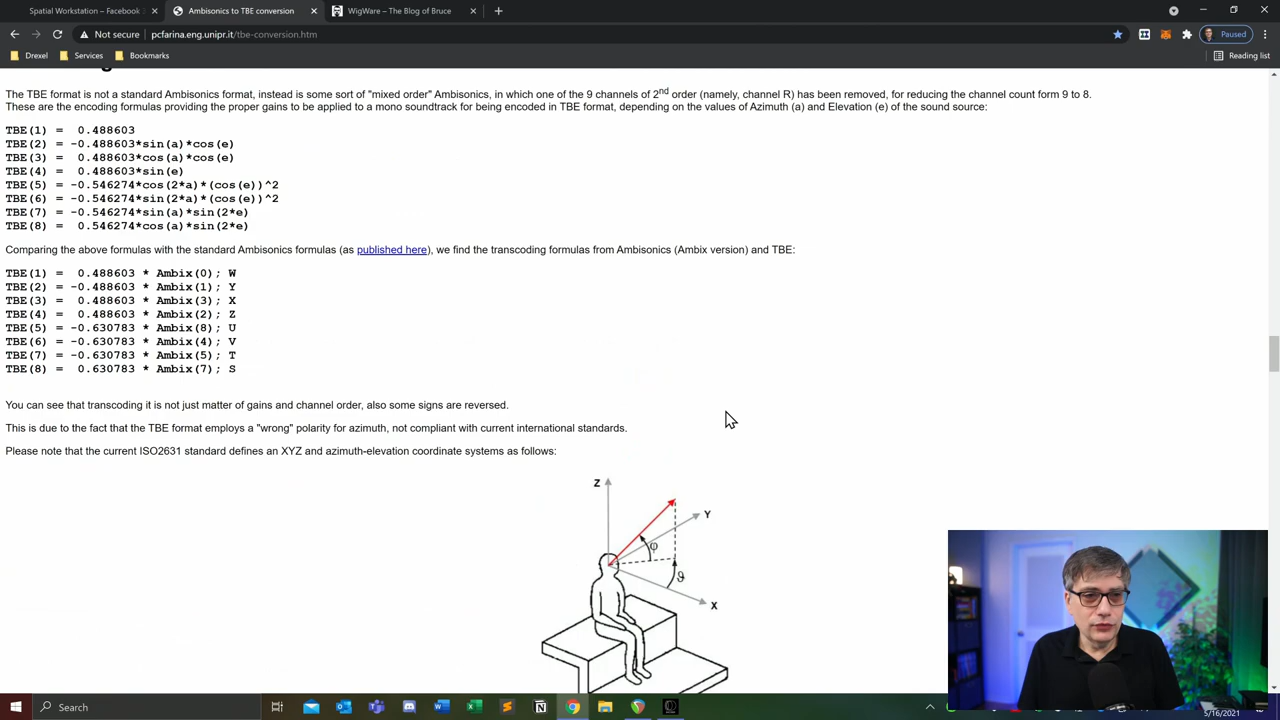 Spatial Workstation – Facebook
Ambisonics to TBE conversion
WigWare – The Blog of Bruce
Not secure
pcfarina.eng.unipr.it/tbe-conversion.htm
Paused
Drexel
Services
Bookmarks
Reading list
The TBE format is not a standard Ambisonics format, instead is some sort of "mixed order" Ambisonics, in which one of the 9 channels of 2nd order (namely, channel R) has been removed, for reducing the channel count form 9 to 8.
These are the encoding formulas providing the proper gains to be applied to a mono soundtrack for being encoded in TBE format, depending on the values of Azimuth (a) and Elevation (e) of the sound source:
TBE(1) = 0.488603
TBE(2) = -0.488603*sin(a)*cos(e)
TBE(3) = 0.488603*cos(a)*cos(e)
TBE(4) = 0.488603*sin(e)
TBE(5) = -0.546274*cos(2*a)*(cos(e))^2
TBE(6) = -0.546274*sin(2*a)*(cos(e))^2
TBE(7) = -0.546274*sin(a)*sin(2*e)
TBE(8) = 0.546274*cos(a)*sin(2*e)
Comparing the above formulas with the standard Ambisonics formulas (as published here), we find the transcoding formulas from Ambisonics (Ambix version) and TBE:
TBE(1) = 0.488603 * Ambix(0); W
TBE(2) = -0.488603 * Ambix(1); Y
TBE(3) = 0.488603 * Ambix(3); X
TBE(4) = 0.488603 * Ambix(2); Z
TBE(5) = -0.630783 * Ambix(8); U
TBE(6) = -0.630783 * Ambix(4); V
TBE(7) = -0.630783 * Ambix(5); T
TBE(8) = 0.630783 * Ambix(7); S
You can see that transcoding it is not just matter of gains and channel order, also some signs are reversed.
This is due to the fact that the TBE format employs a "wrong" polarity for azimuth, not compliant with current international standards.
Please note that the current ISO2631 standard defines an XYZ and azimuth-elevation coordinate systems as follows:
Z
Y
φ
ϑ
X
Search
5/16/2021